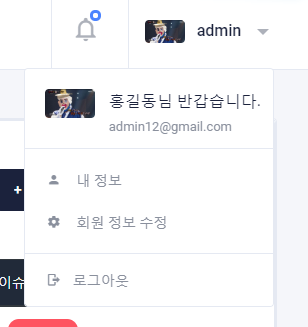 admin
홍길동님 반갑습니다.
admin12@gmail.com
+
내 정보
회원 정보 수정
이슈
로그아웃